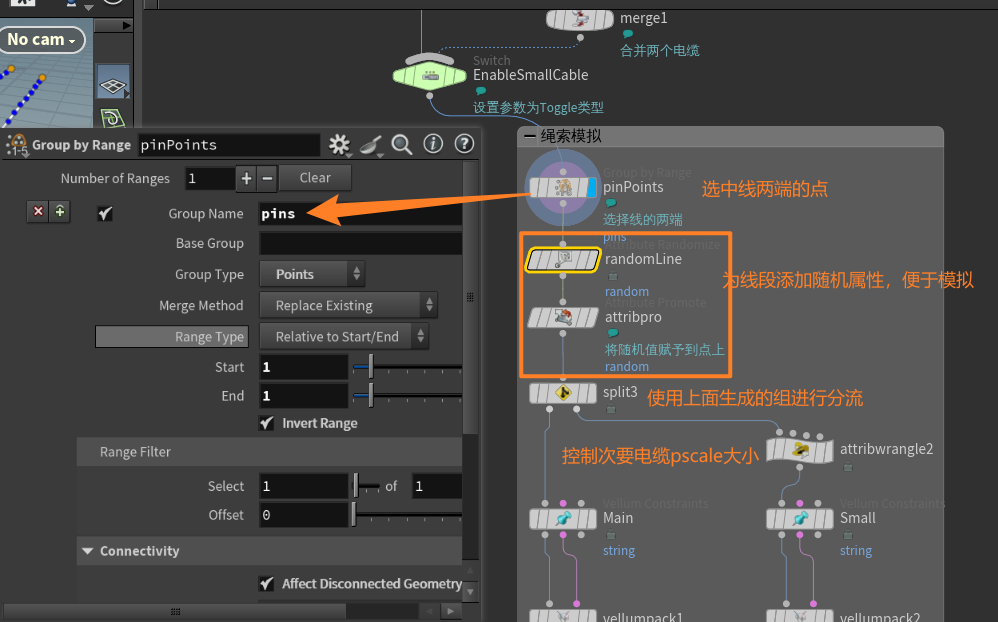 No cam
merge1
合并两个电缆
Switch
EnableSmallCable
设置参数为Toggle类型
Group by Range
pinPoints
Number of Ranges
1
Clear
Group Name
pins
Base Group
Group Type
Points
Merge Method
Replace Existing
Range Type
Relative to Start/End
Start
1
End
1
Invert Range
Range Filter
Select
1
of
1
Offset
0
Connectivity
Affect Disconnected Geometry
绳索模拟
Group by Range
pinPoints
选择线的两端
pins
选中线两端的点
Attribute Randomize
randomLine
random
为线段添加随机属性，便于模拟
Attribute Promote
attribpro
将随机值赋予到点上
random
split3
使用上面生成的组进行分流
控制次要电缆pscale大小
attribwrangle2
Vellum Constraints
Main
string
Vellum Constraints
Small
string
vellumpack1
vellumpack2